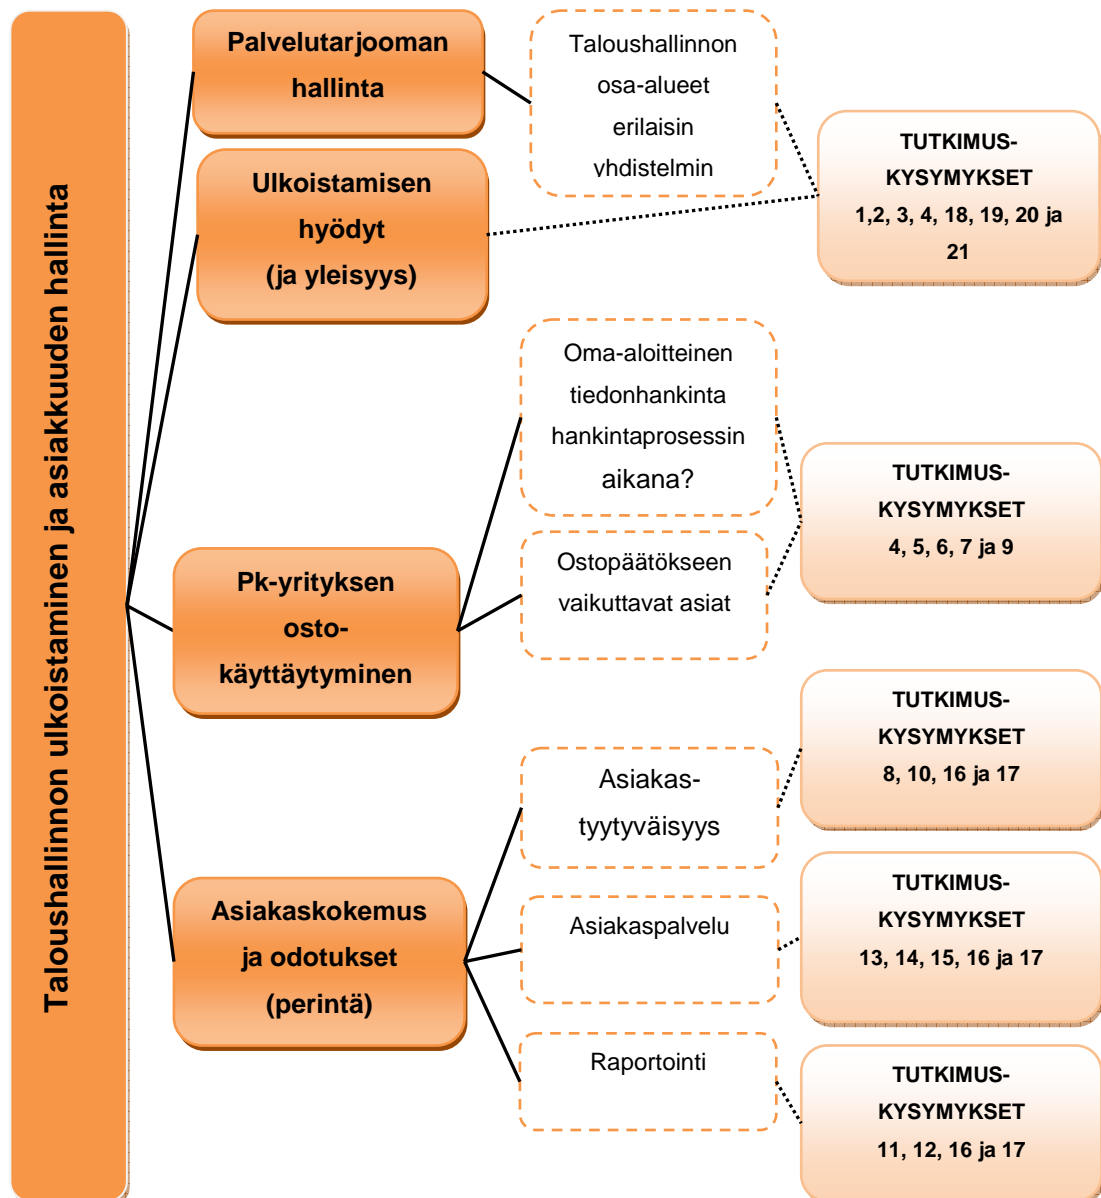 Taloushallinnon ulkoistaminen ja asiakkuuden hallinta
Palvelutarjooman
hallinta
Taloushallinnon
osa-alueet
erilaisin
yhdistelmin
TUTKIMUS-
KYSYMYKSET
1,2, 3, 4, 18, 19, 20 ja
21
Ulkoistamisen
hyödyt
(ja yleisyys)
Oma-aloitteinen
tiedonhankinta
hankintaprosessin
aikana?
TUTKIMUS-
KYSYMYKSET
4, 5, 6, 7 ja 9
Pk-yrityksen
osto-
käyttäytyminen
Ostopäätökseen
vaikuttavat asiat
Asiakas-
tyytyväisyys
TUTKIMUS-
KYSYMYKSET
8, 10, 16 ja 17
Asiakaskokemus
ja odotukset
(perintä)
Asiakaspalvelu
TUTKIMUS-
KYSYMYKSET
13, 14, 15, 16 ja 17
Raportointi
TUTKIMUS-
KYSYMYKSET
11, 12, 16 ja 17